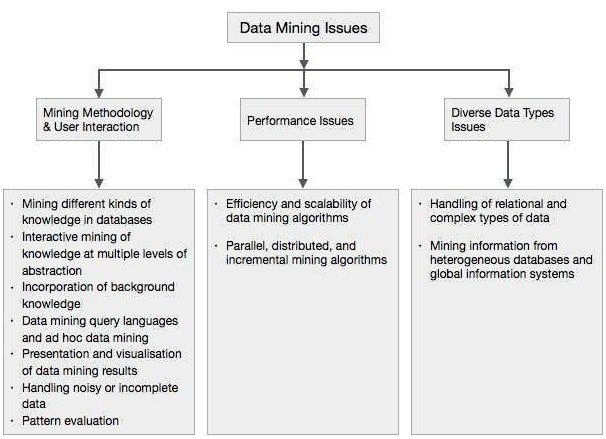 Data Mining Issues
Mining Methodology
& User Interaction
Performance Issues
Diverse Data Types
Issues
· Mining different kinds of
knowledge in databases
· Interactive mining of
knowledge at multiple levels of
abstraction
· Incorporation of background
knowledge
· Data mining query languages
and ad hoc data mining
· Presentation and visualisation
of data mining results
· Handling noisy or incomplete
data
· Pattern evaluation
· Efficiency and scalability of
data mining algorithms
· Parallel, distributed, and
incremental mining algorithms
· Handling of relational and
complex types of data
· Mining information from
heterogeneous databases and
global information systems